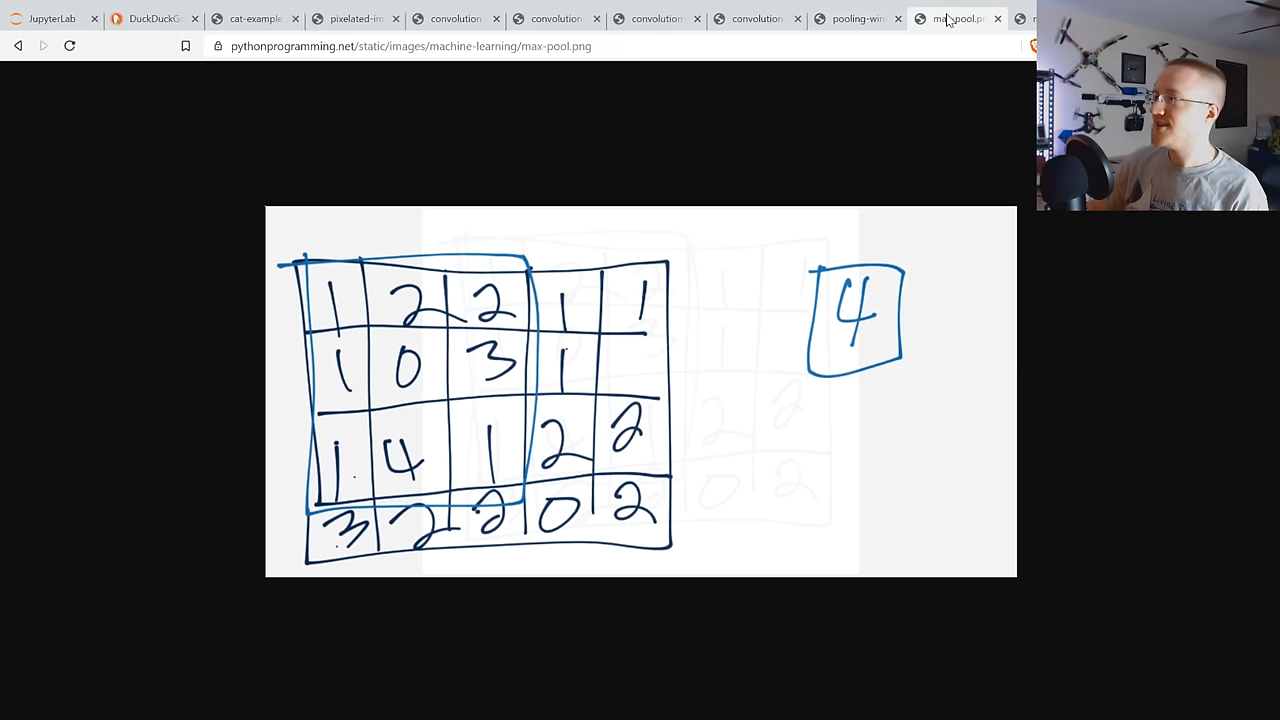 JupyterLab
DuckDuckG
cat-example
pixelated-im
convolution
convolution
convolution
convolution
pooling-win
max-pool.pn
pythonprogramming.net/static/images/machine-learning/max-pool.png
1 2 2 1 1
1 0 3 1
1 4 1 2 2
3 2 2 0 2
4